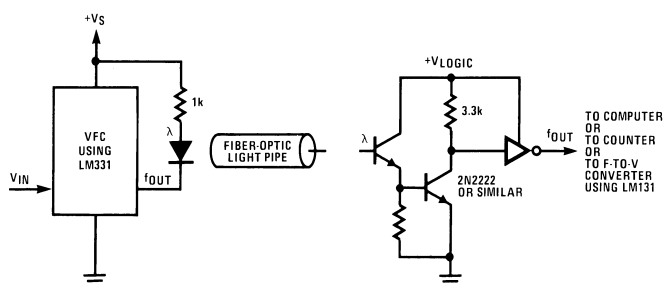 +VS
1k
λ
VFC
USING
LM331
VIN
fOUT
FIBER-OPTIC
LIGHT PIPE
+VLOGIC
3.3k
λ
2N2222
OR SIMILAR
fOUT
TO COMPUTER
OR
TO COUNTER
OR
TO F-TO-V
CONVERTER
USING LM131